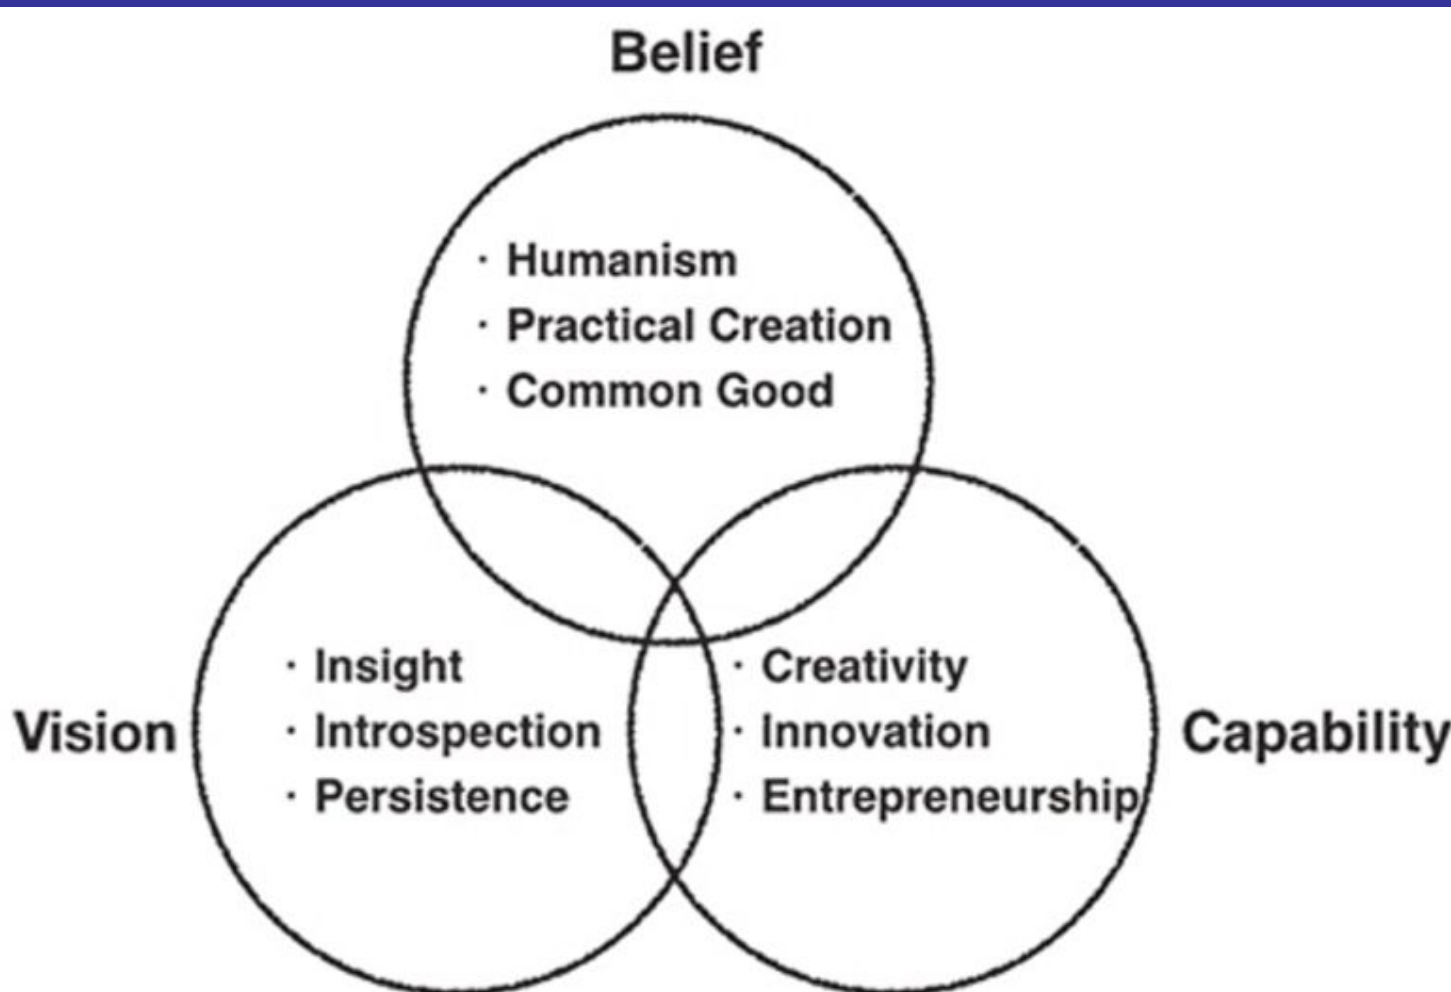 Belief
· Humanism
· Practical Creation
· Common Good
Vision
· Insight
· Introspection
· Persistence
· Creativity
· Innovation
· Entrepreneurship
Capability